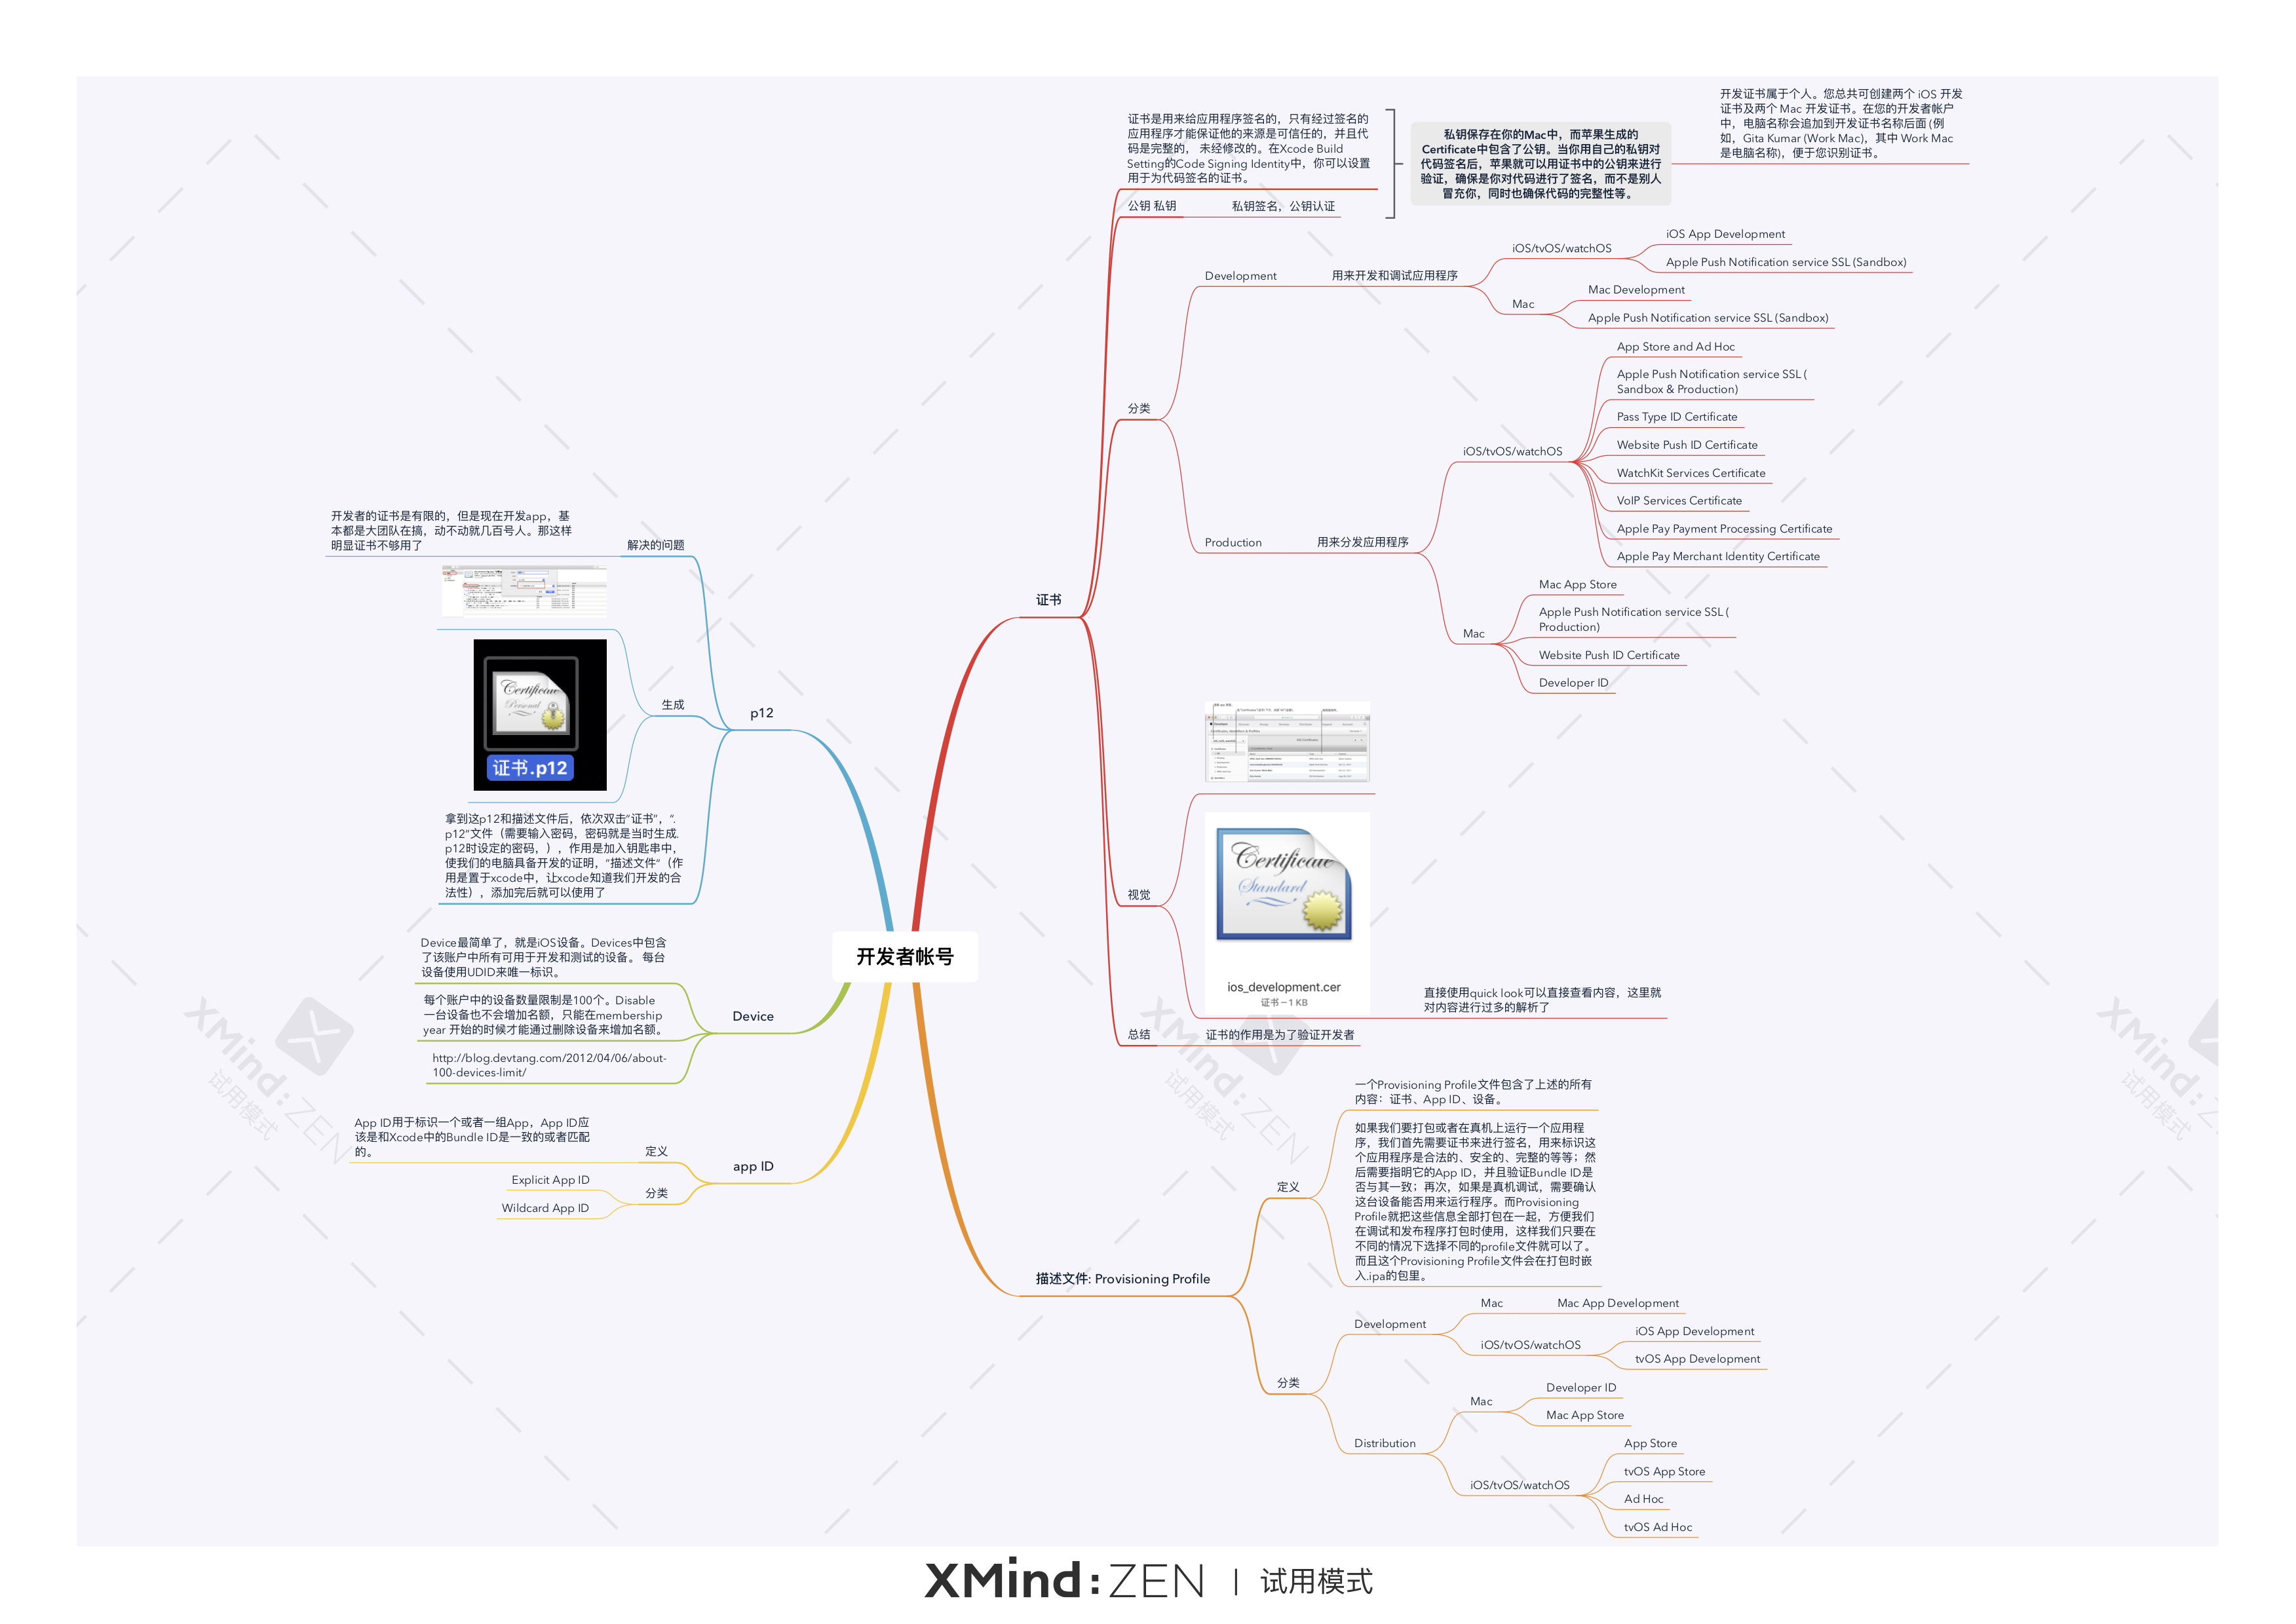 开发者帐号
证书
证书是用来给应用程序签名的，只有经过签名的
应用程序才能保证他的来源是可信任的，并且代
码是完整的， 未经修改的。在Xcode Build
Setting的Code Signing Identity中，你可以设置
用于为代码签名的证书。
公钥 私钥
私钥签名，公钥认证
私钥保存在你的Mac中，而苹果生成的
Certificate中包含了公钥。当你用自己的私钥对
代码签名后，苹果就可以用证书中的公钥来进行
验证，确保是你对代码进行了签名，而不是别人
冒充你，同时也确保代码的完整性等。
开发证书属于个人。您总共可创建两个 iOS 开发
证书及两个 Mac 开发证书。在您的开发者帐户
中，电脑名称会追加到开发证书名称后面 (例
如，Gita Kumar (Work Mac)，其中 Work Mac
是电脑名称)，便于您识别证书。
分类
Development
用来开发和调试应用程序
iOS/tvOS/watchOS
iOS App Development
Apple Push Notification service SSL (Sandbox)
Mac
Mac Development
Apple Push Notification service SSL (Sandbox)
Production
用来分发应用程序
iOS/tvOS/watchOS
App Store and Ad Hoc
Apple Push Notification service SSL (
Sandbox & Production)
Pass Type ID Certificate
Website Push ID Certificate
WatchKit Services Certificate
VoIP Services Certificate
Apple Pay Payment Processing Certificate
Apple Pay Merchant Identity Certificate
Mac
Mac App Store
Apple Push Notification service SSL (
Production)
Website Push ID Certificate
Developer ID
视觉
Certificate
Standard
ios_development.cer
证书 – 1 KB
直接使用quick look可以直接查看内容，这里就
对内容进行过多的解析了
总结
证书的作用是为了验证开发者
描述文件: Provisioning Profile
定义
一个Provisioning Profile文件包含了上述的所有
内容：证书、App ID、设备。
如果我们要打包或者在真机上运行一个应用程
序，我们首先需要证书来进行签名，用来标识这
个应用程序是合法的、安全的、完整的等等；然
后需要指明它的App ID，并且验证Bundle ID是
否与其一致；再次，如果是真机调试，需要确认
这台设备能否用来运行程序。而Provisioning
Profile就把这些信息全部打包在一起，方便我们
在调试和发布程序打包时使用，这样我们只要在
不同的情况下选择不同的profile文件就可以了。
而且这个Provisioning Profile文件会在打包时嵌
入.ipa的包里。
分类
Development
Mac
Mac App Development
iOS/tvOS/watchOS
iOS App Development
tvOS App Development
Distribution
Mac
Developer ID
Mac App Store
iOS/tvOS/watchOS
App Store
tvOS App Store
Ad Hoc
tvOS Ad Hoc
p12
解决的问题
开发者的证书是有限的，但是现在开发app，基
本都是大团队在搞，动不动就几百号人。那这样
明显证书不够用了
生成
Certificate
Personal
证书.p12
拿到这p12和描述文件后，依次双击“证书”，“.
p12”文件（需要输入密码，密码就是当时生成.
p12时设定的密码，），作用是加入钥匙串中，
使我们的电脑具备开发的证明，“描述文件”（作
用是置于xcode中，让xcode知道我们开发的合
法性），添加完后就可以使用了
Device
Device最简单了，就是iOS设备。Devices中包含
了该账户中所有可用于开发和测试的设备。 每台
设备使用UDID来唯一标识。
每个账户中的设备数量限制是100个。Disable
一台设备也不会增加名额，只能在membership
year 开始的时候才能通过删除设备来增加名额。
http://blog.devtang.com/2012/04/06/about-
100-devices-limit/
app ID
定义
App ID用于标识一个或者一组App，App ID应
该是和Xcode中的Bundle ID是一致的或者匹配
的。
分类
Explicit App ID
Wildcard App ID
XMind:ZEN
试用模式
XMind:ZEN
试用模式
XMind:Z
试用模式
XMind:ZEN | 试用模式